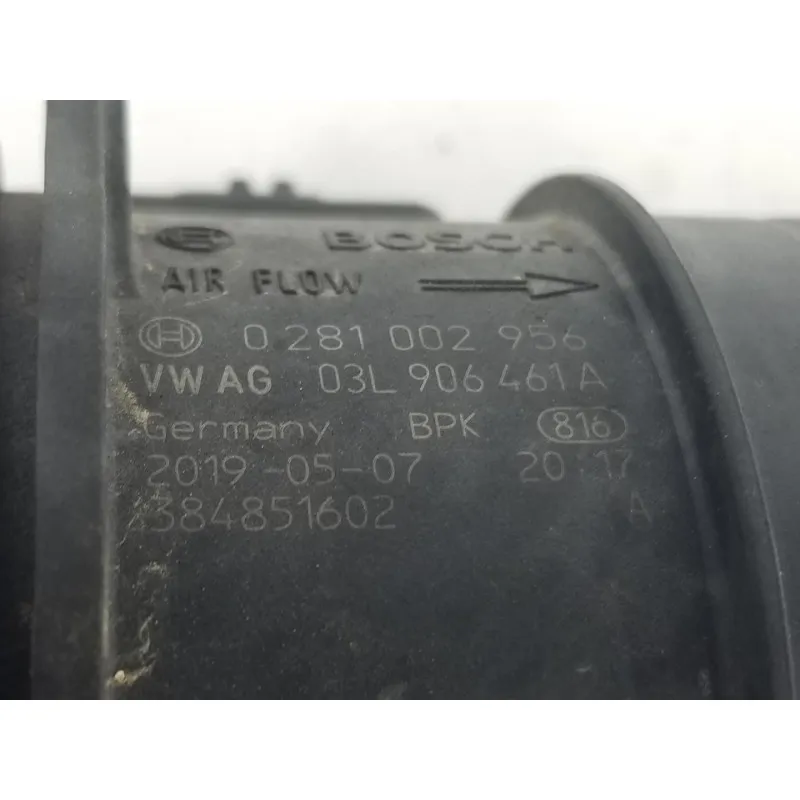 BOSCH
AIR FLOW
0 281 002 956
VW AG 03L 906 461 A
Germany BPK 816
2019-05-07 20:17
384851602 A